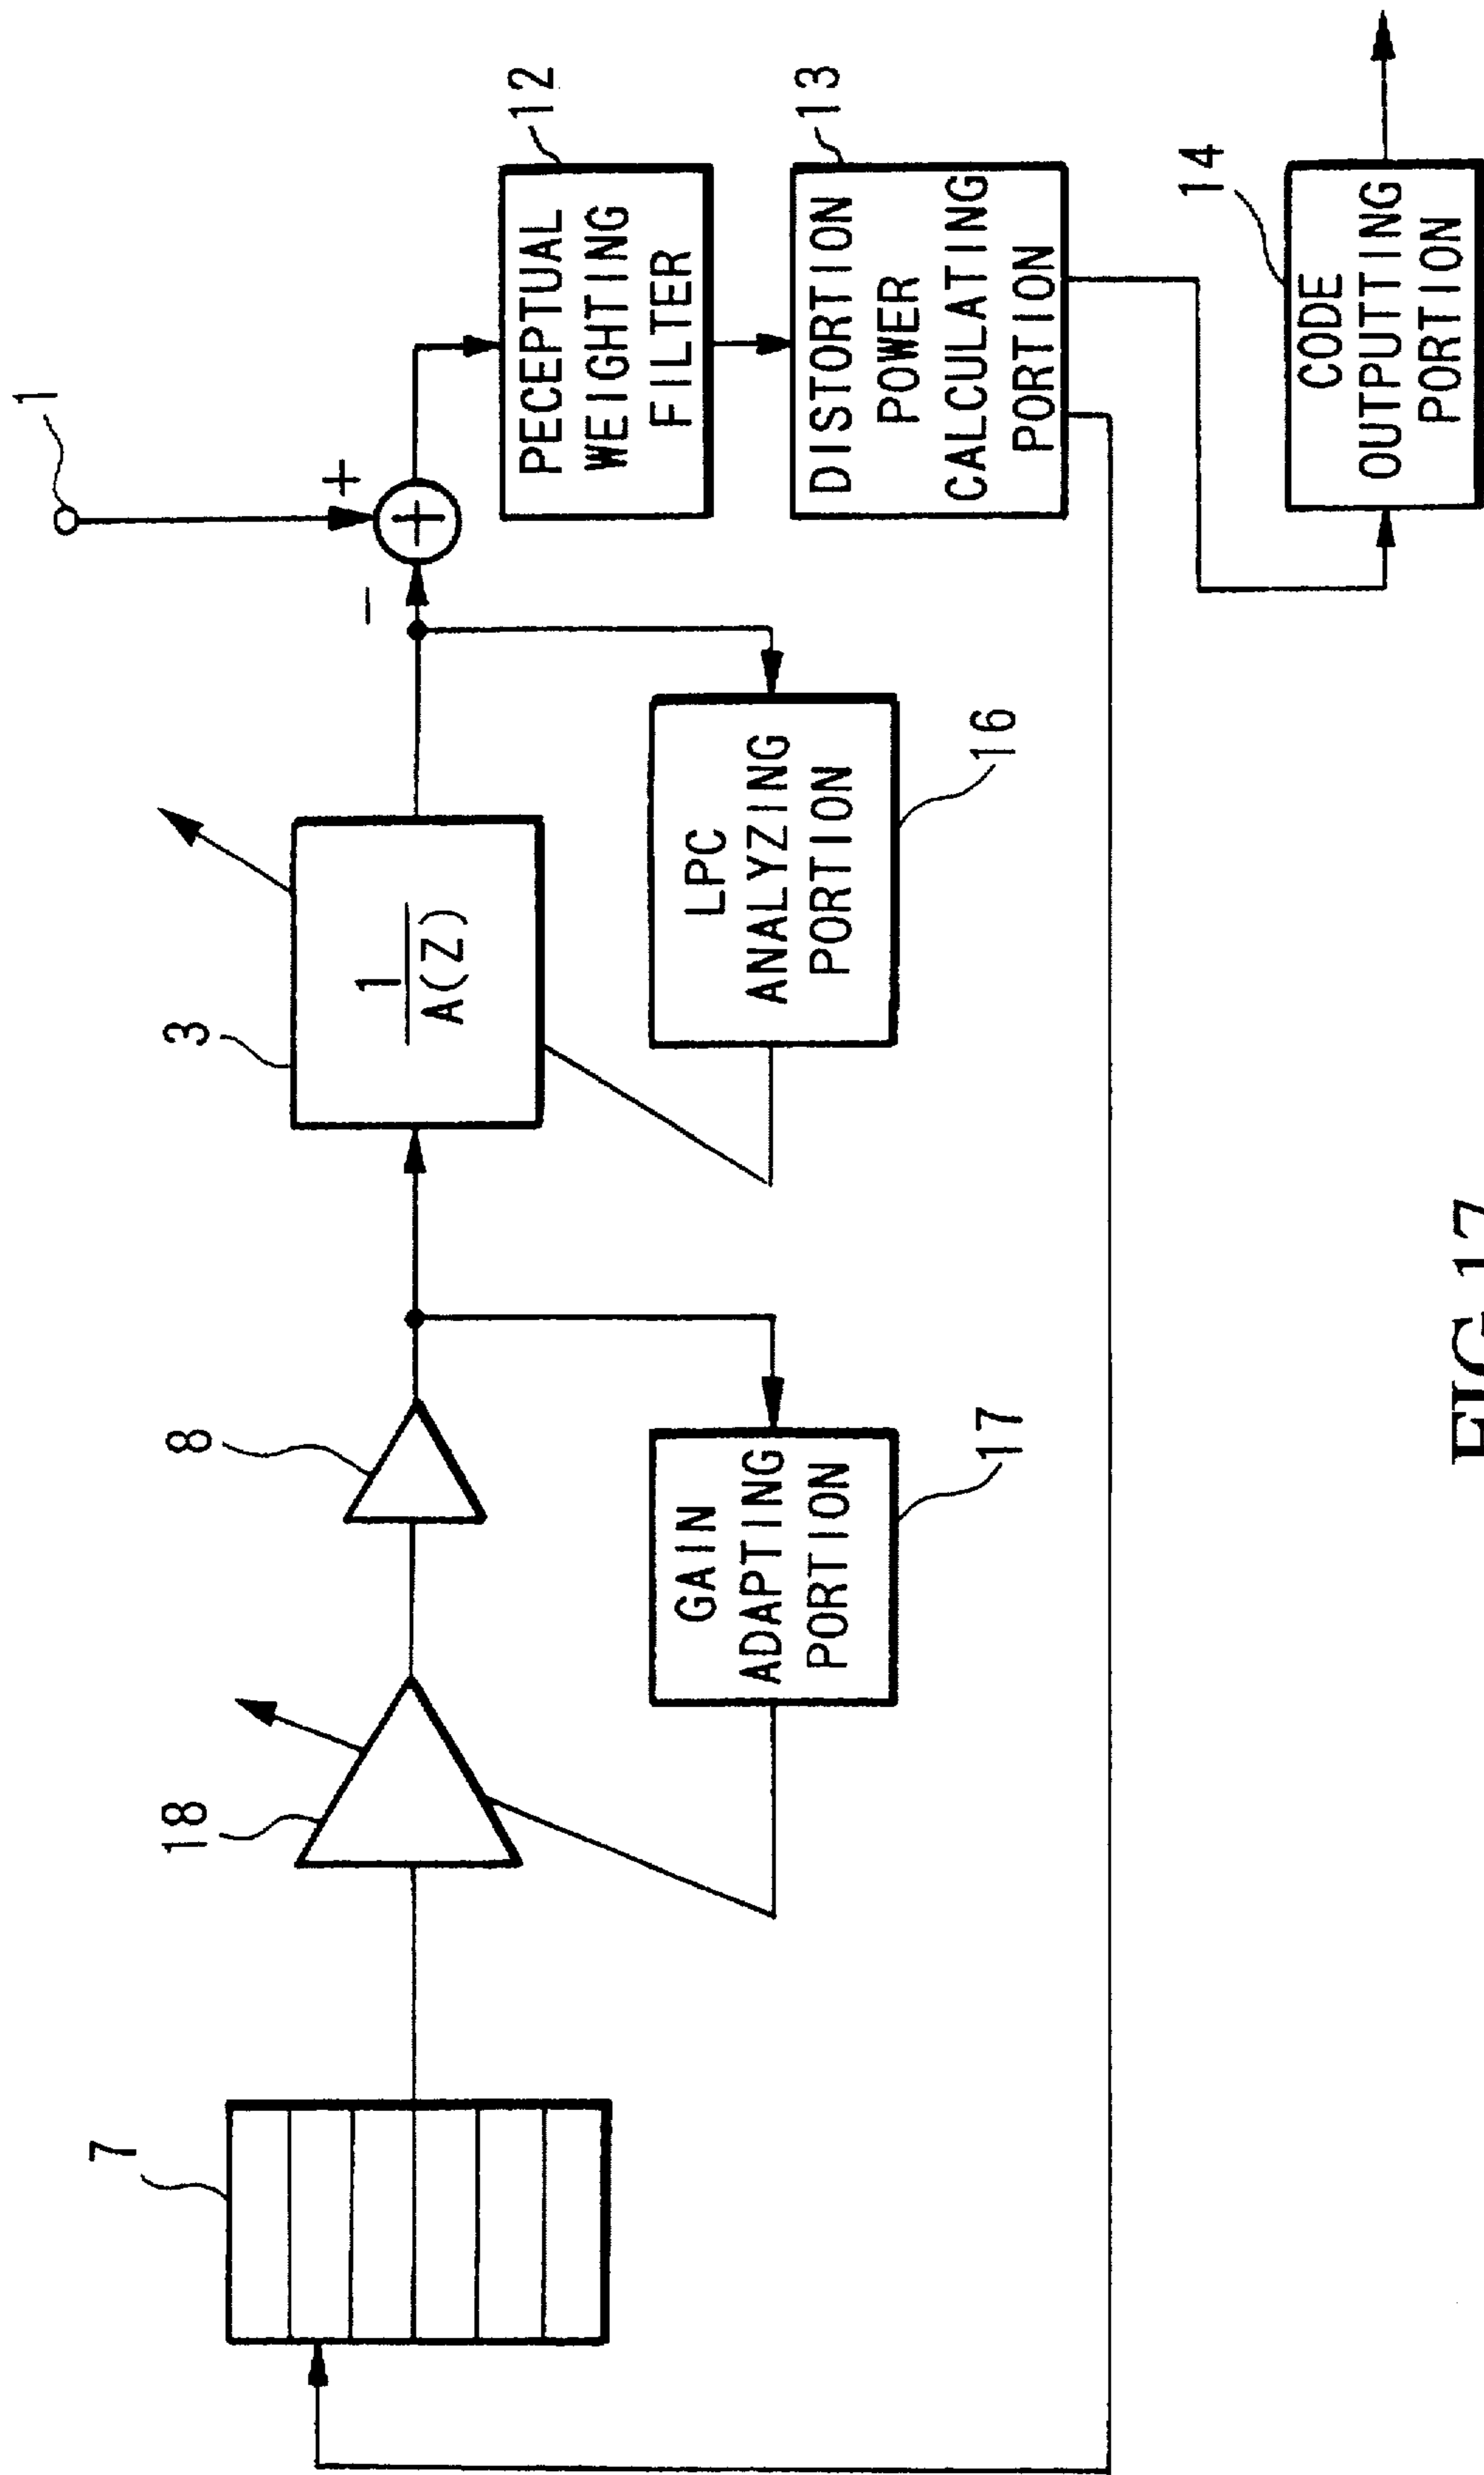 1
+
-
+
PECEPTUAL
WEIGHTING
FILTER
12
DISTORTION
POWER
CALCULATING
PORTION
13
CODE
OUTPUTTING
PORTION
14
3
1
A(Z)
LPC
ANALYZING
PORTION
16
8
18
GAIN
ADAPTING
PORTION
17
7
FIG.17